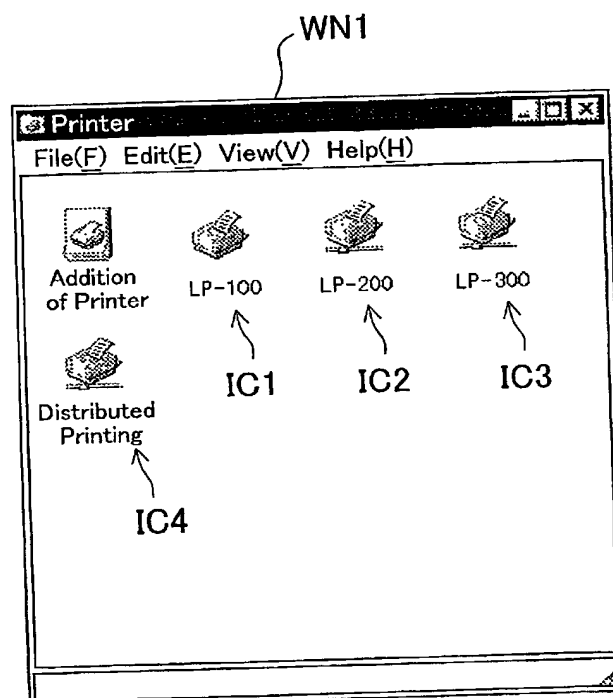 WN1
Printer
File(F) Edit(E) View(V) Help(H)
Addition
of Printer
LP-100
LP-200
LP-300
IC1
IC2
IC3
Distributed
Printing
IC4